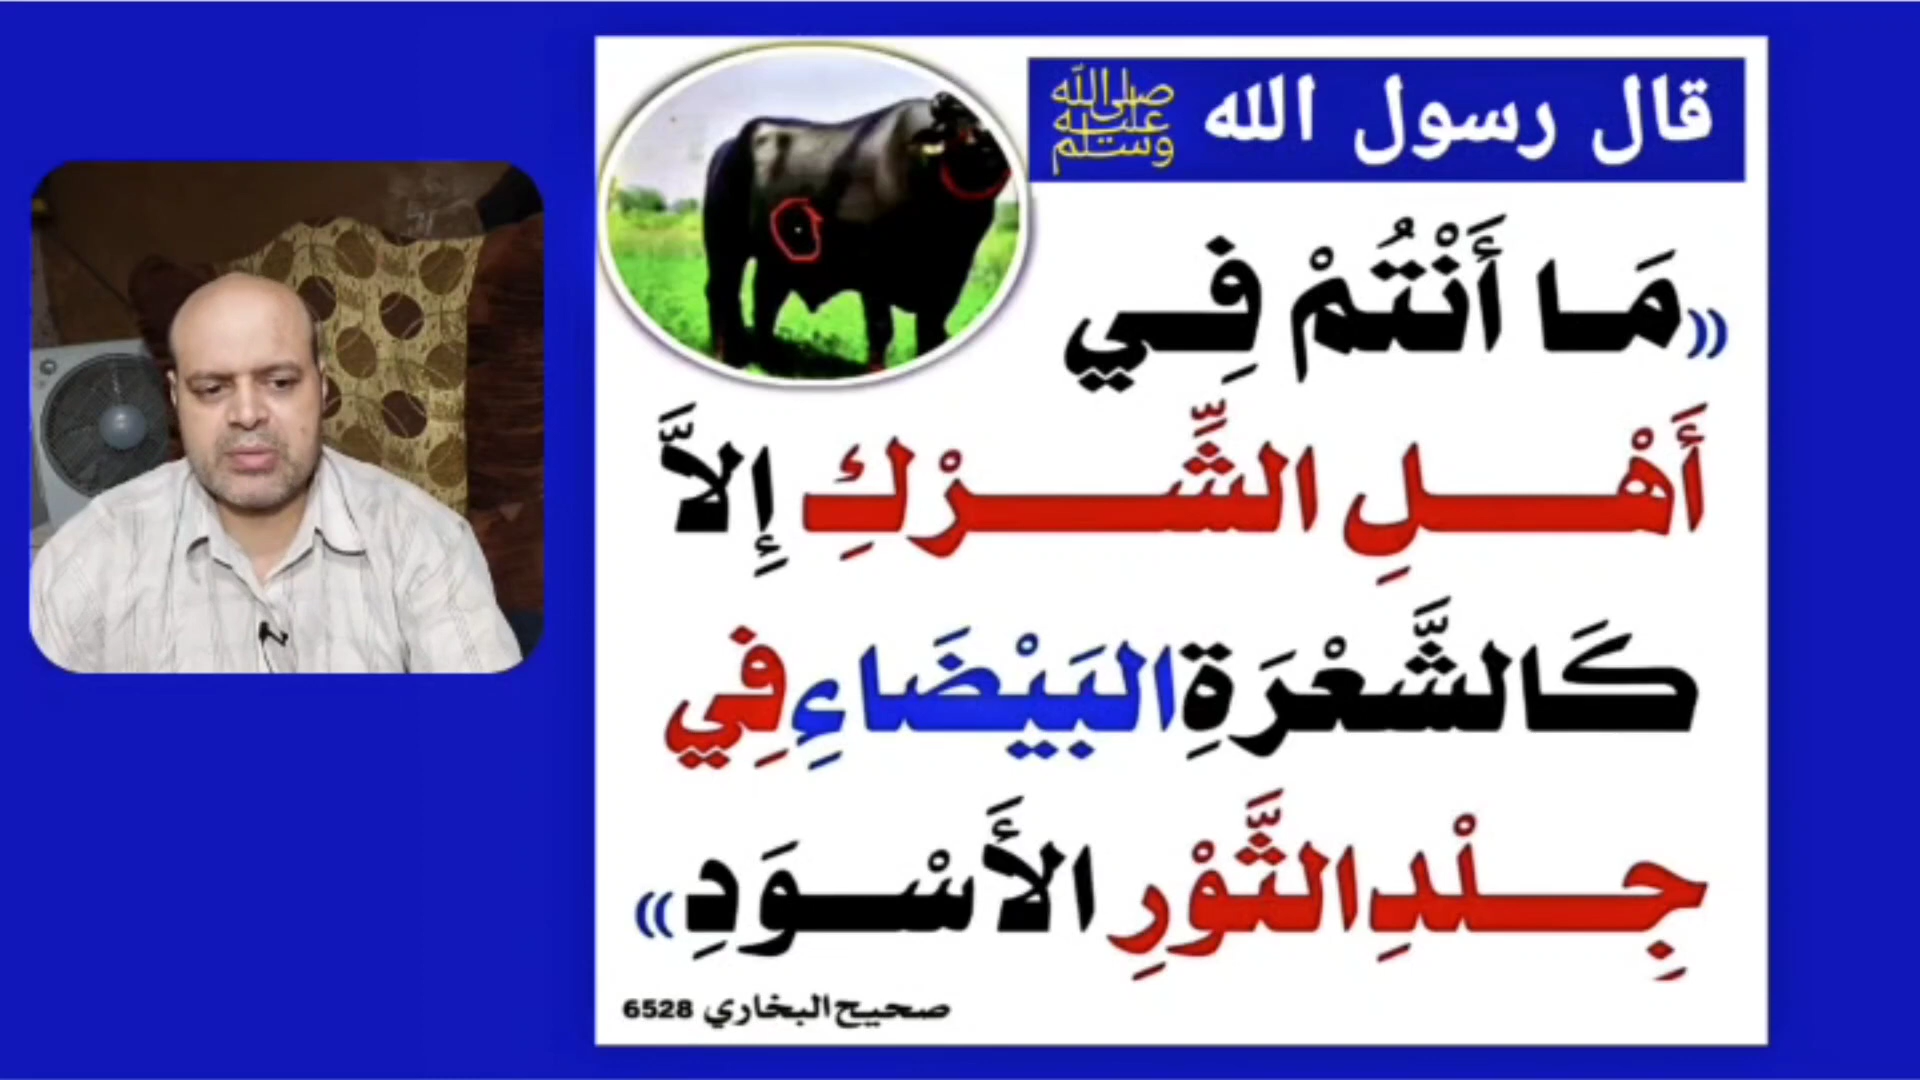 قال رسول الله صلى الله عليه وسلم
«مَا أَنْتُمْ فِي
أَهْلِ الشِّرْكِ إِلاَّ
كَالشَّعْرَةِ البَيْضَاءِ فِي
جِلْدِ الثَّوْرِ الأَسْوَدِ»
صحيح البخاري 6528